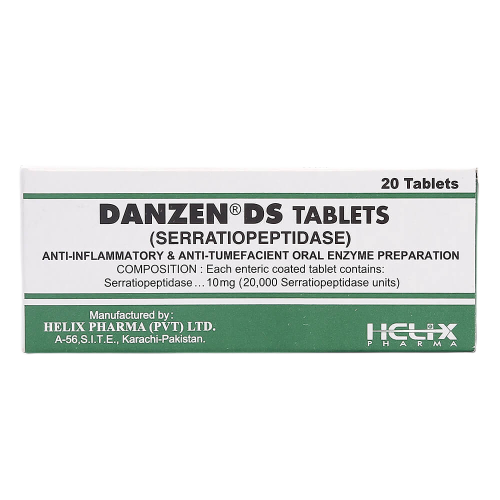 20 Tablets
DANZEN® DS TABLETS
(SERRATIOPEPTIDASE)
ANTI-INFLAMMATORY & ANTI-TUMEFACIENT ORAL ENZYME PREPARATION
COMPOSITION : Each enteric coated tablet contains:
Serratiopeptidase...10mg (20,000 Serratiopeptidase units)
Manufactured by:
HELIX PHARMA (PVT) LTD.
A-56,S.I.T.E., Karachi-Pakistan.
HELIX
PHARMA